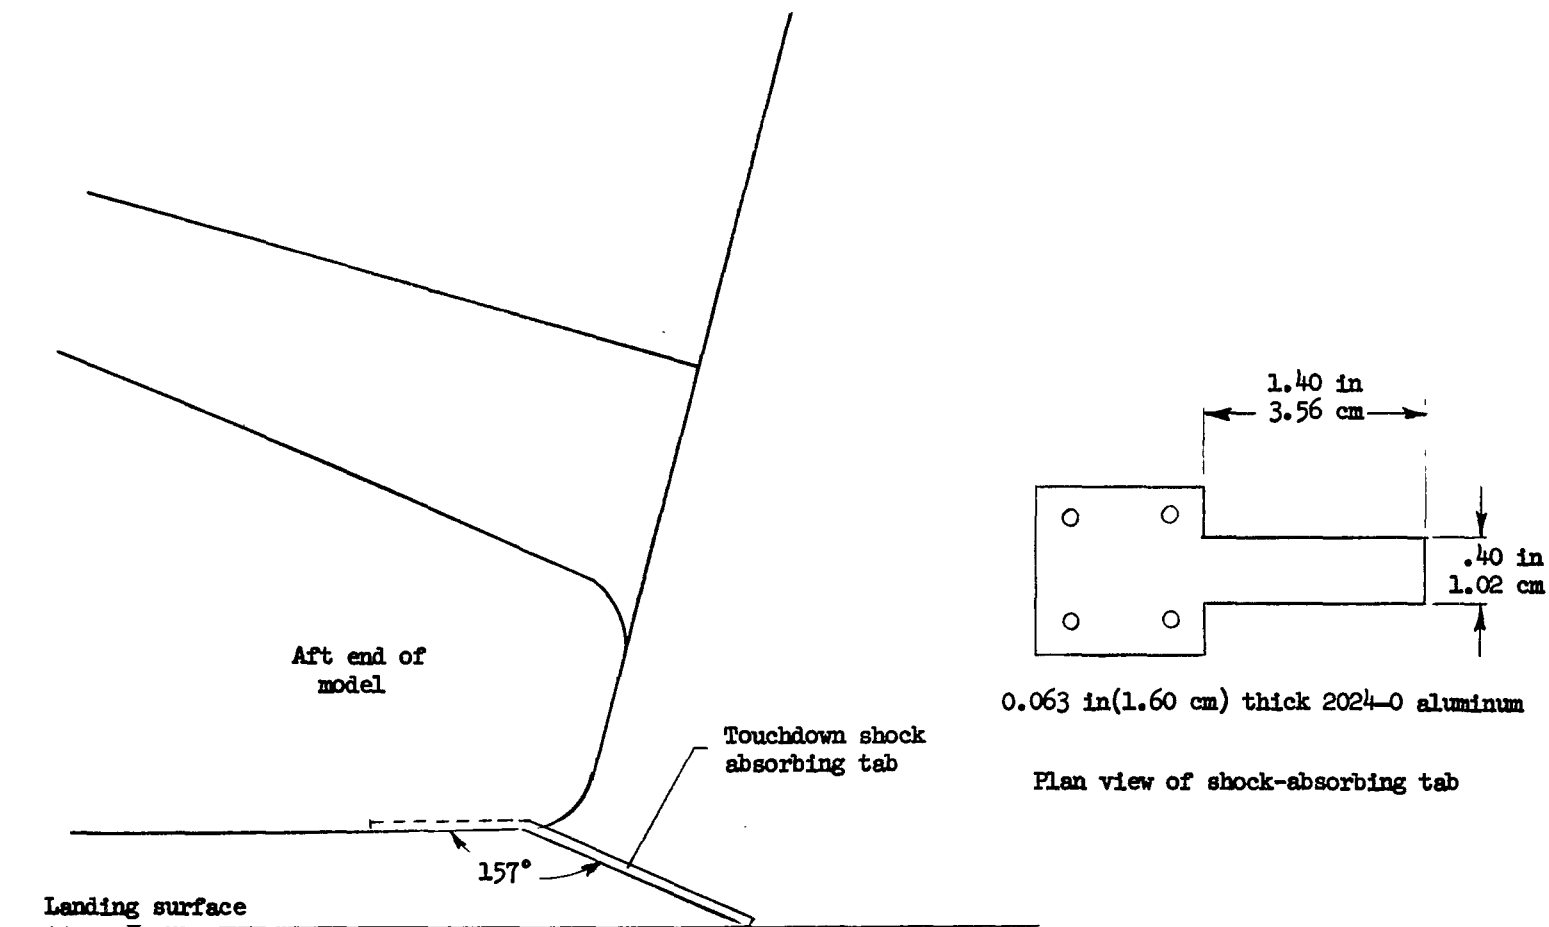 1.40 in
3.56 cm
.40 in
1.02 cm
Aft end of
model
0.063 in(1.60 cm) thick 2024-0 aluminum
Touchdown shock
absorbing tab
Plan view of shock-absorbing tab
157°
Landing surface